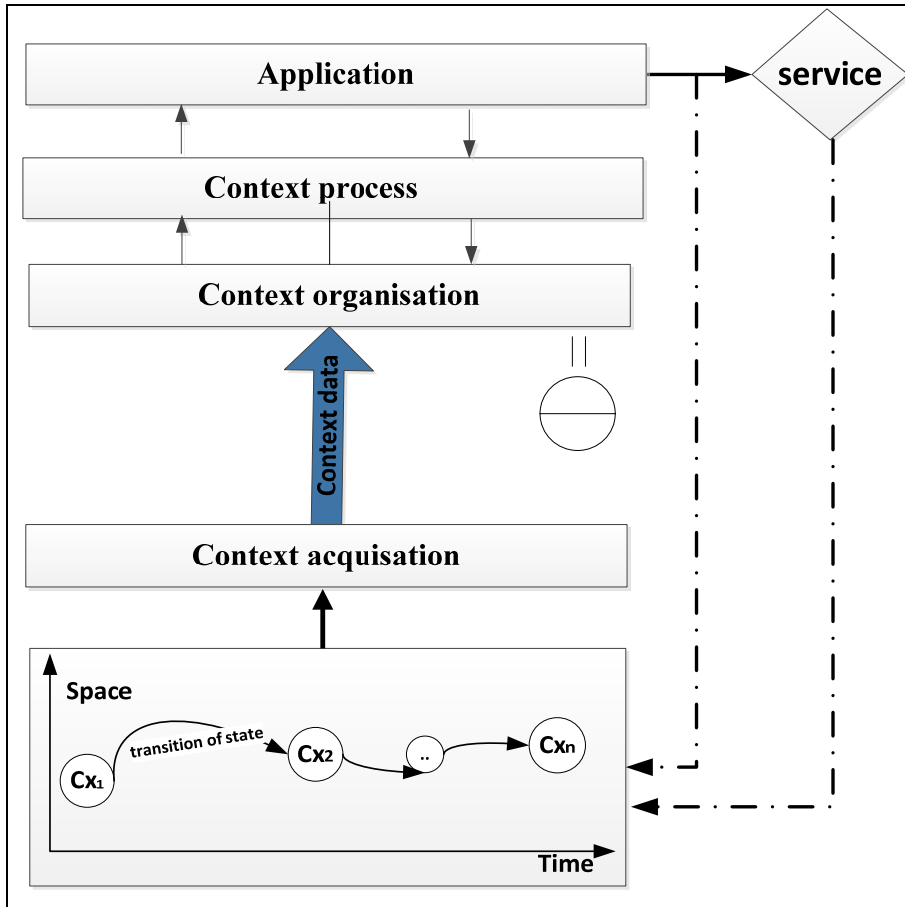 Application
service
Context process
Context organisation
Context data
Context acquisation
Space
transition of state
Cx₁
Cx₂
..
Cxₙ
Time